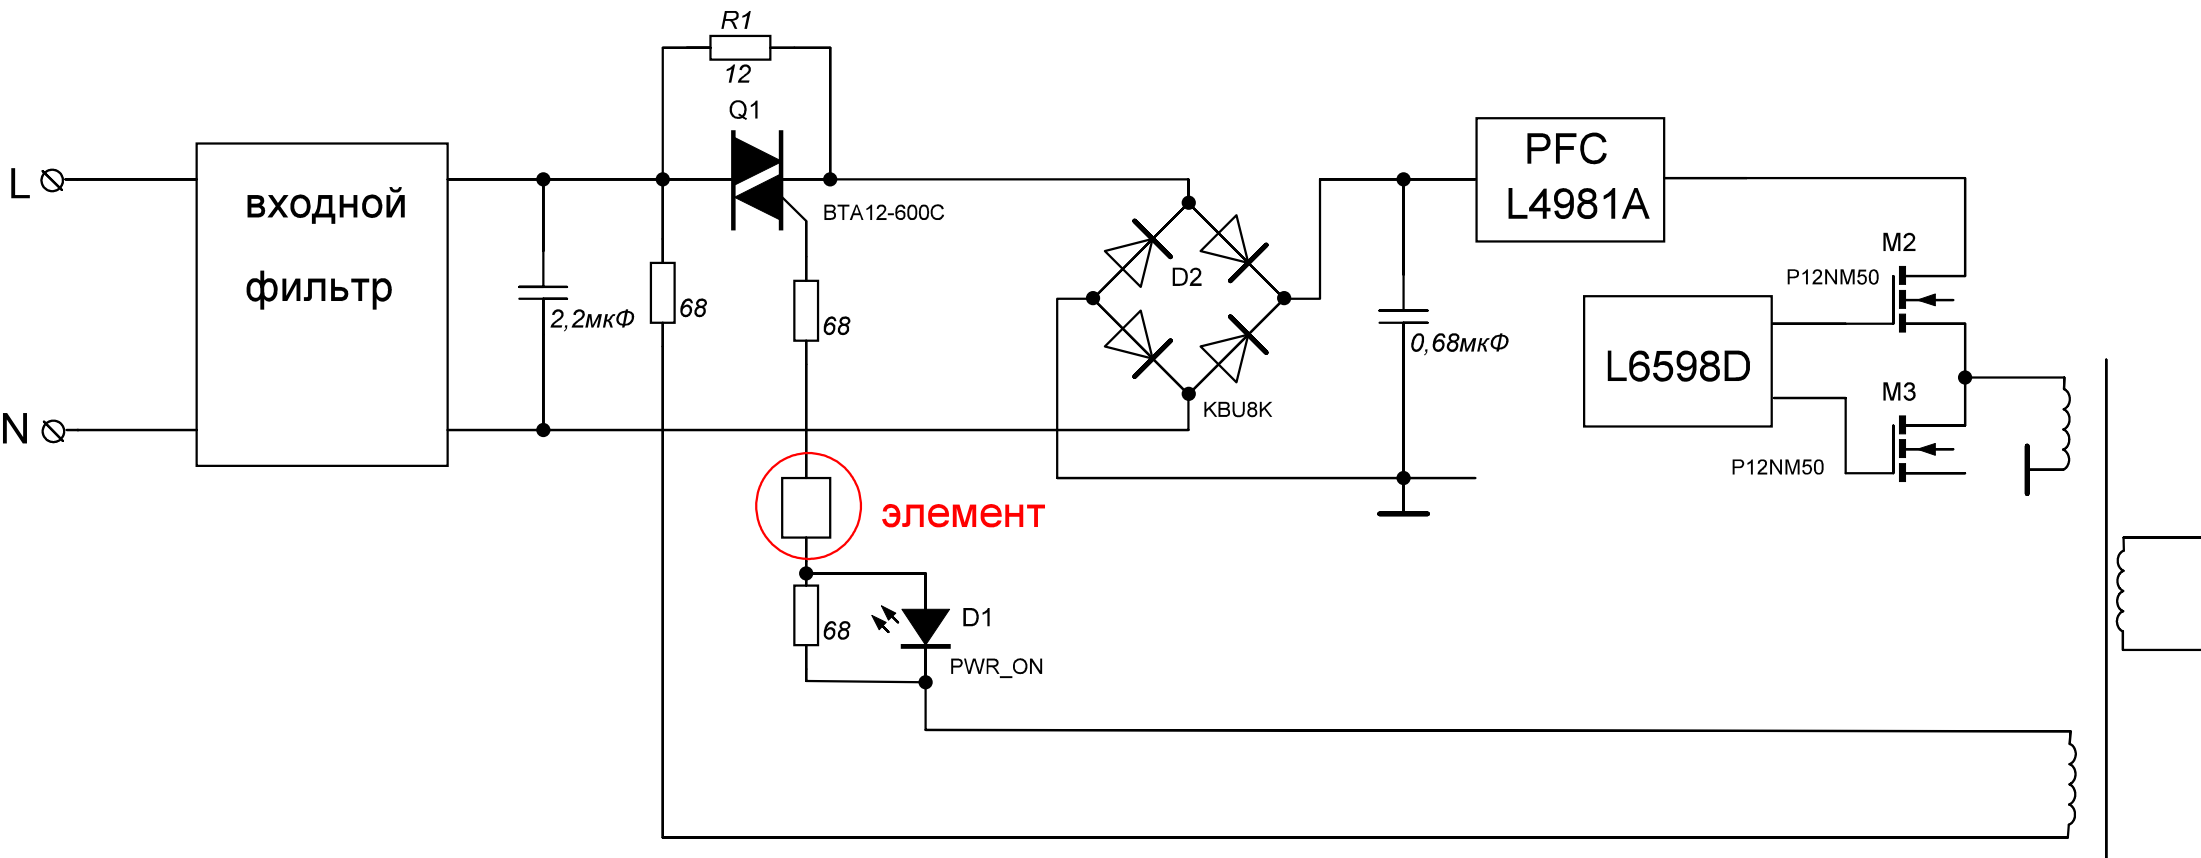 R1
12
Q1
BTA12-600C
L
N
входной
фильтр
2,2мкФ
68
68
D2
KBU8K
0,68мкФ
PFC
L4981A
M2
P12NM50
L6598D
M3
P12NM50
элемент
68
D1
PWR_ON